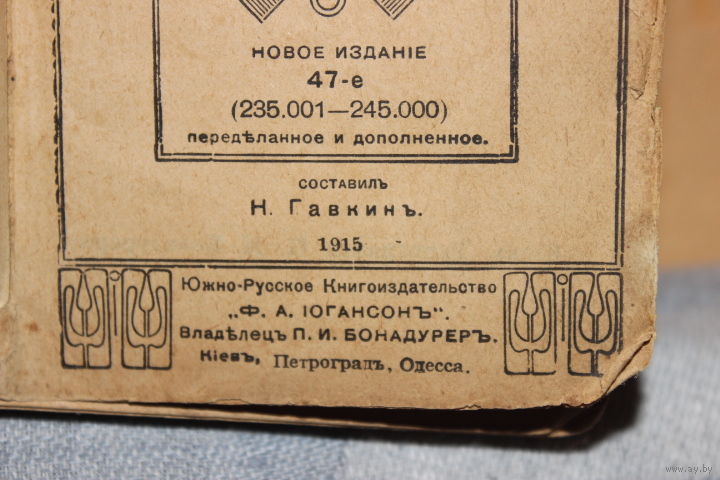 НОВОЕ ИЗДАНІЕ
47-е
(235.001—245.000)
передѣланное и дополненное.
СОСТАВИЛЪ
Н. Гавкинъ.
1915
Южно-Русское Книгоиздательство
„Ф. А. ІОГАНСОНЪ".
Владѣлецъ П. И. БОНАДУРЕРЪ.
Кіевъ, Петроградъ, Одесса.
www.ay.by